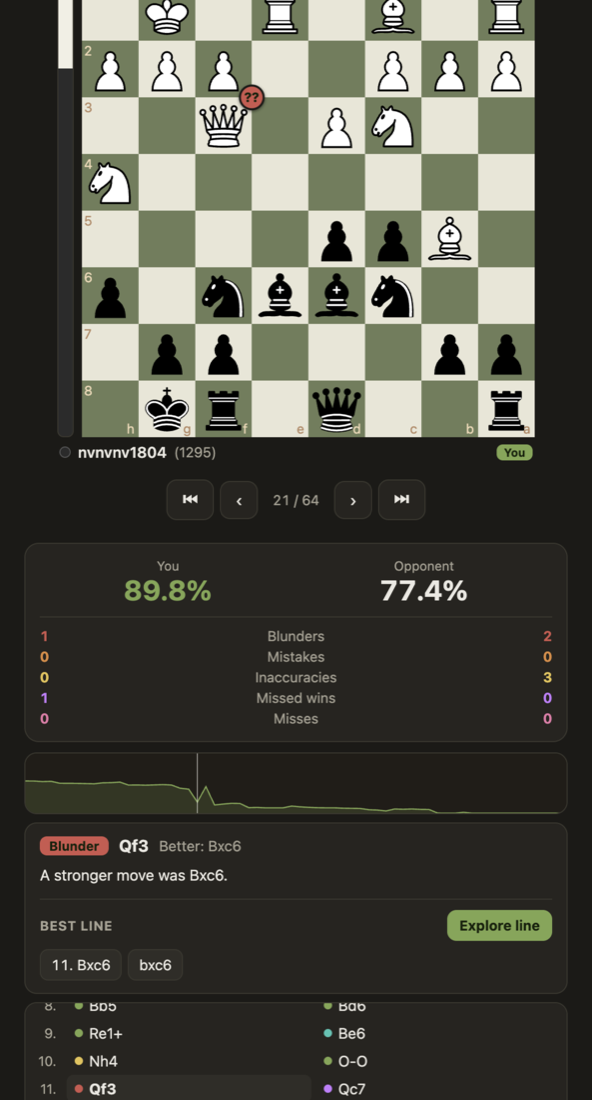 2
??
3
4
5
6
7
8
h g f e d c b a
nvnvnv1804 (1295) You
⏮ ‹ 21 / 64 › ⏭
You Opponent
89.8% 77.4%
1 Blunders 2
0 Mistakes 0
0 Inaccuracies 3
1 Missed wins 0
0 Misses 0
Blunder Qf3 Better: Bxc6
A stronger move was Bxc6.
BEST LINE Explore line
11. Bxc6 bxc6
8. Bb5 Bd6
9. Re1+ Be6
10. Nh4 O-O
11. Qf3 Qc7